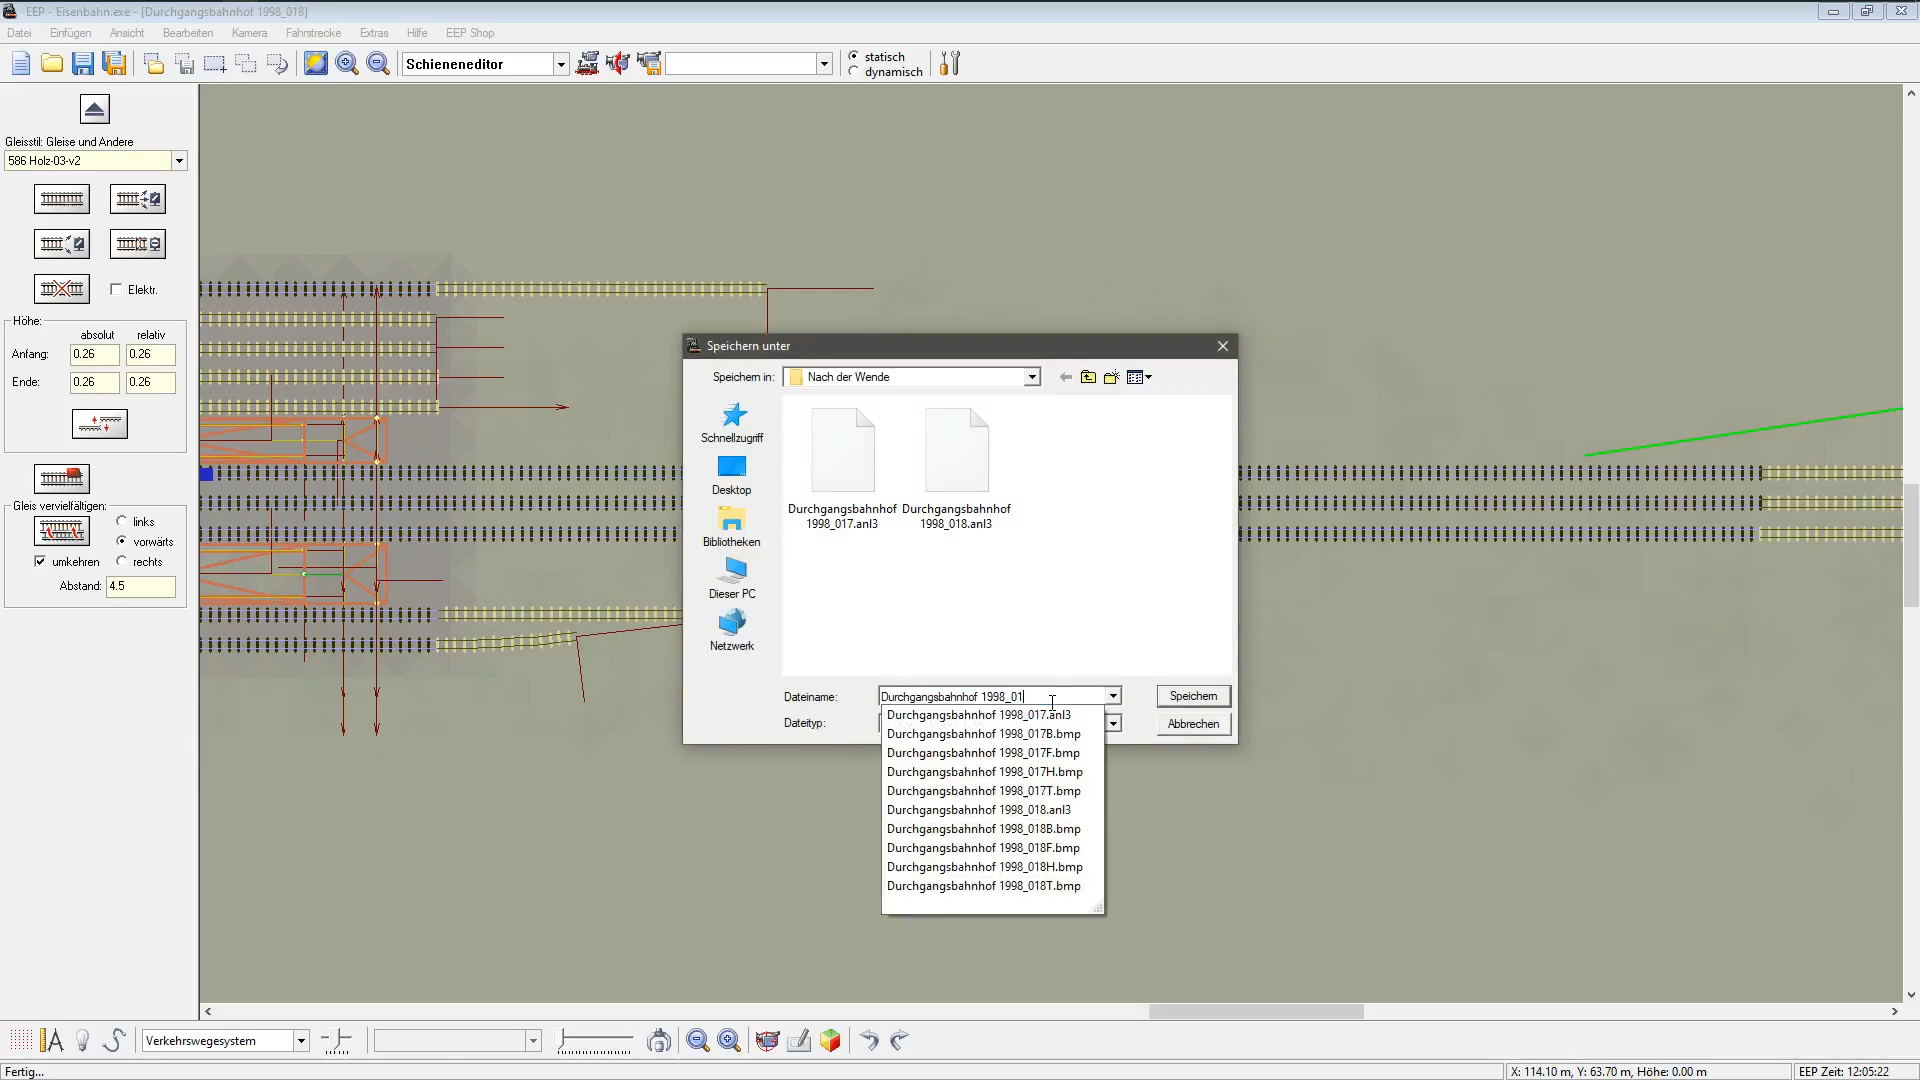 EEP - Eisenbahn.exe - [Durchgangsbahnhof 1998_018]
Datei Einfügen Ansicht Bearbeiten Kamera Fahrstrecke Extras Hilfe EEP Shop
Schieneneditor
statisch
dynamisch
Gleisstil: Gleise und Andere
586 Holz-03-v2
Elektr.
Höhe:
absolut relativ
Anfang: 0.26 0.26
Ende: 0.26 0.26
Gleis vervielfältigen:
links
vorwärts
umkehren
rechts
Abstand: 4.5
Speichern unter
Speichern in: Nach der Wende
Schnellzugriff
Desktop
Bibliotheken
Dieser PC
Netzwerk
Durchgangsbahnhof 1998_017.anl3
Durchgangsbahnhof 1998_018.anl3
Dateiname: Durchgangsbahnhof 1998_01 Speichern
Dateityp: Abbrechen
Durchgangsbahnhof 1998_017.anl3
Durchgangsbahnhof 1998_017B.bmp
Durchgangsbahnhof 1998_017F.bmp
Durchgangsbahnhof 1998_017H.bmp
Durchgangsbahnhof 1998_017T.bmp
Durchgangsbahnhof 1998_018.anl3
Durchgangsbahnhof 1998_018B.bmp
Durchgangsbahnhof 1998_018F.bmp
Durchgangsbahnhof 1998_018H.bmp
Durchgangsbahnhof 1998_018T.bmp
Verkehrswegesystem
Fertig...
X: 114.10 m, Y: 63.70 m, Höhe: 0.00 m
EEP Zeit: 12:05:22